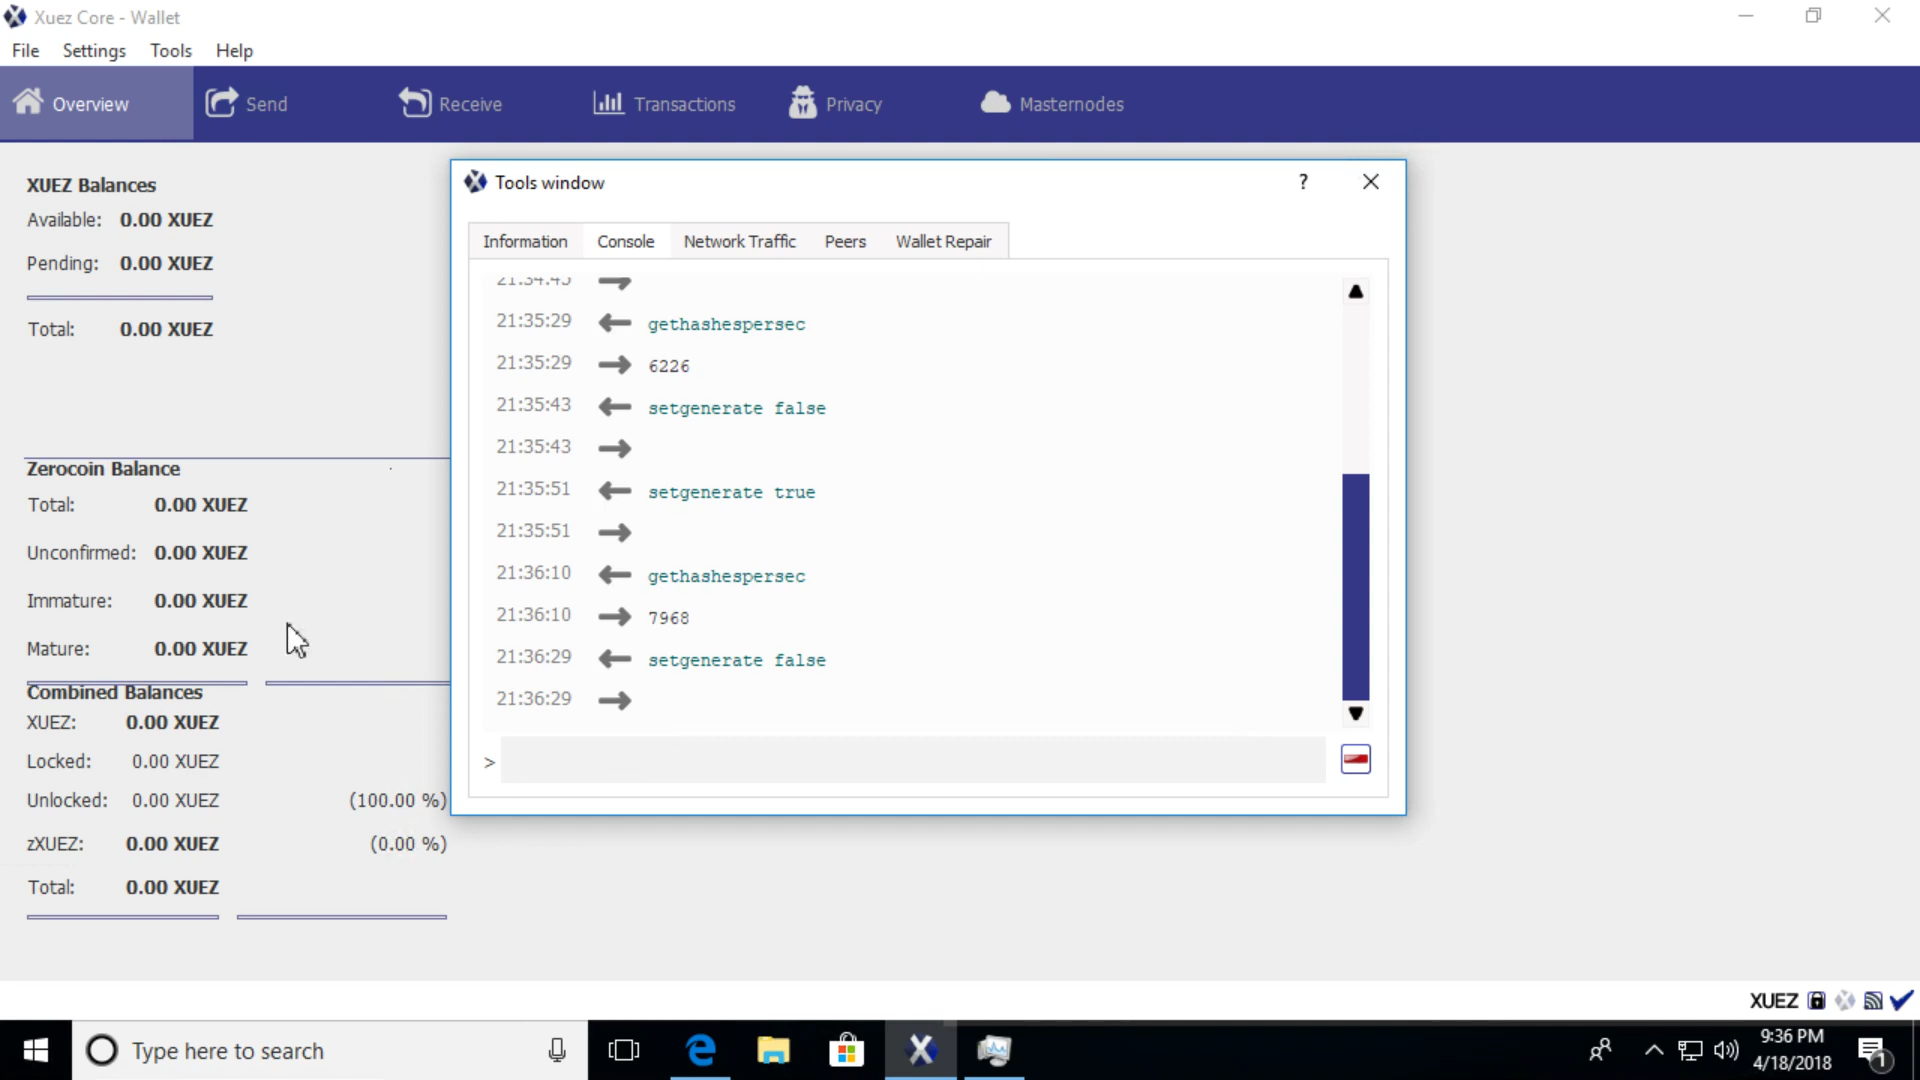 Xuez Core - Wallet
File Settings Tools Help
Overview Send Receive Transactions Privacy Masternodes
XUEZ Balances
Available: 0.00 XUEZ
Pending: 0.00 XUEZ
Total: 0.00 XUEZ
Zerocoin Balance
Total: 0.00 XUEZ
Unconfirmed: 0.00 XUEZ
Immature: 0.00 XUEZ
Mature: 0.00 XUEZ
Combined Balances
XUEZ: 0.00 XUEZ
Locked: 0.00 XUEZ
Unlocked: 0.00 XUEZ (100.00 %)
zXUEZ: 0.00 XUEZ (0.00 %)
Total: 0.00 XUEZ
Tools window ?
Information Console Network Traffic Peers Wallet Repair
21:34:45
21:35:29 gethashespersec
21:35:29 6226
21:35:43 setgenerate false
21:35:43
21:35:51 setgenerate true
21:35:51
21:36:10 gethashespersec
21:36:10 7968
21:36:29 setgenerate false
21:36:29
>
XUEZ
Type here to search
9:36 PM
4/18/2018
1